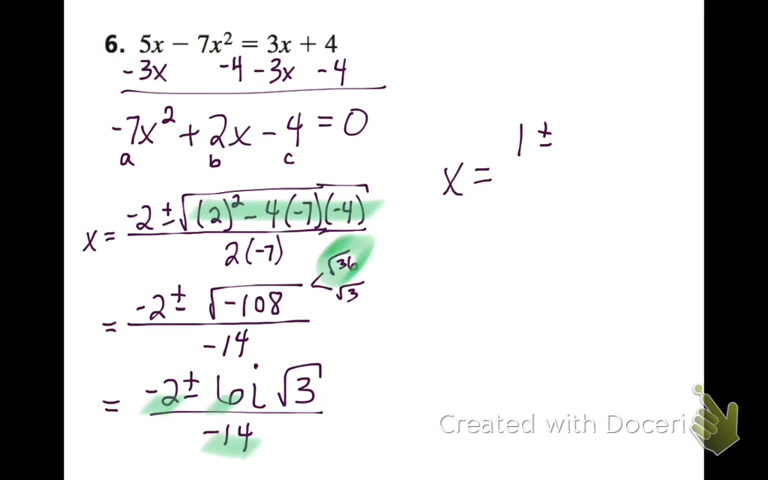 6. 5x − 7x² = 3x + 4
-3x -4 -3x -4
-7x² + 2x - 4 = 0
a b c
x = -2 ± √(2)² - 4(-7)(-4)
2(-7)
√36
√3
= -2 ± √-108
-14
= -2 ± 6i √3
-14
x = 1 ±
Created with Doceri